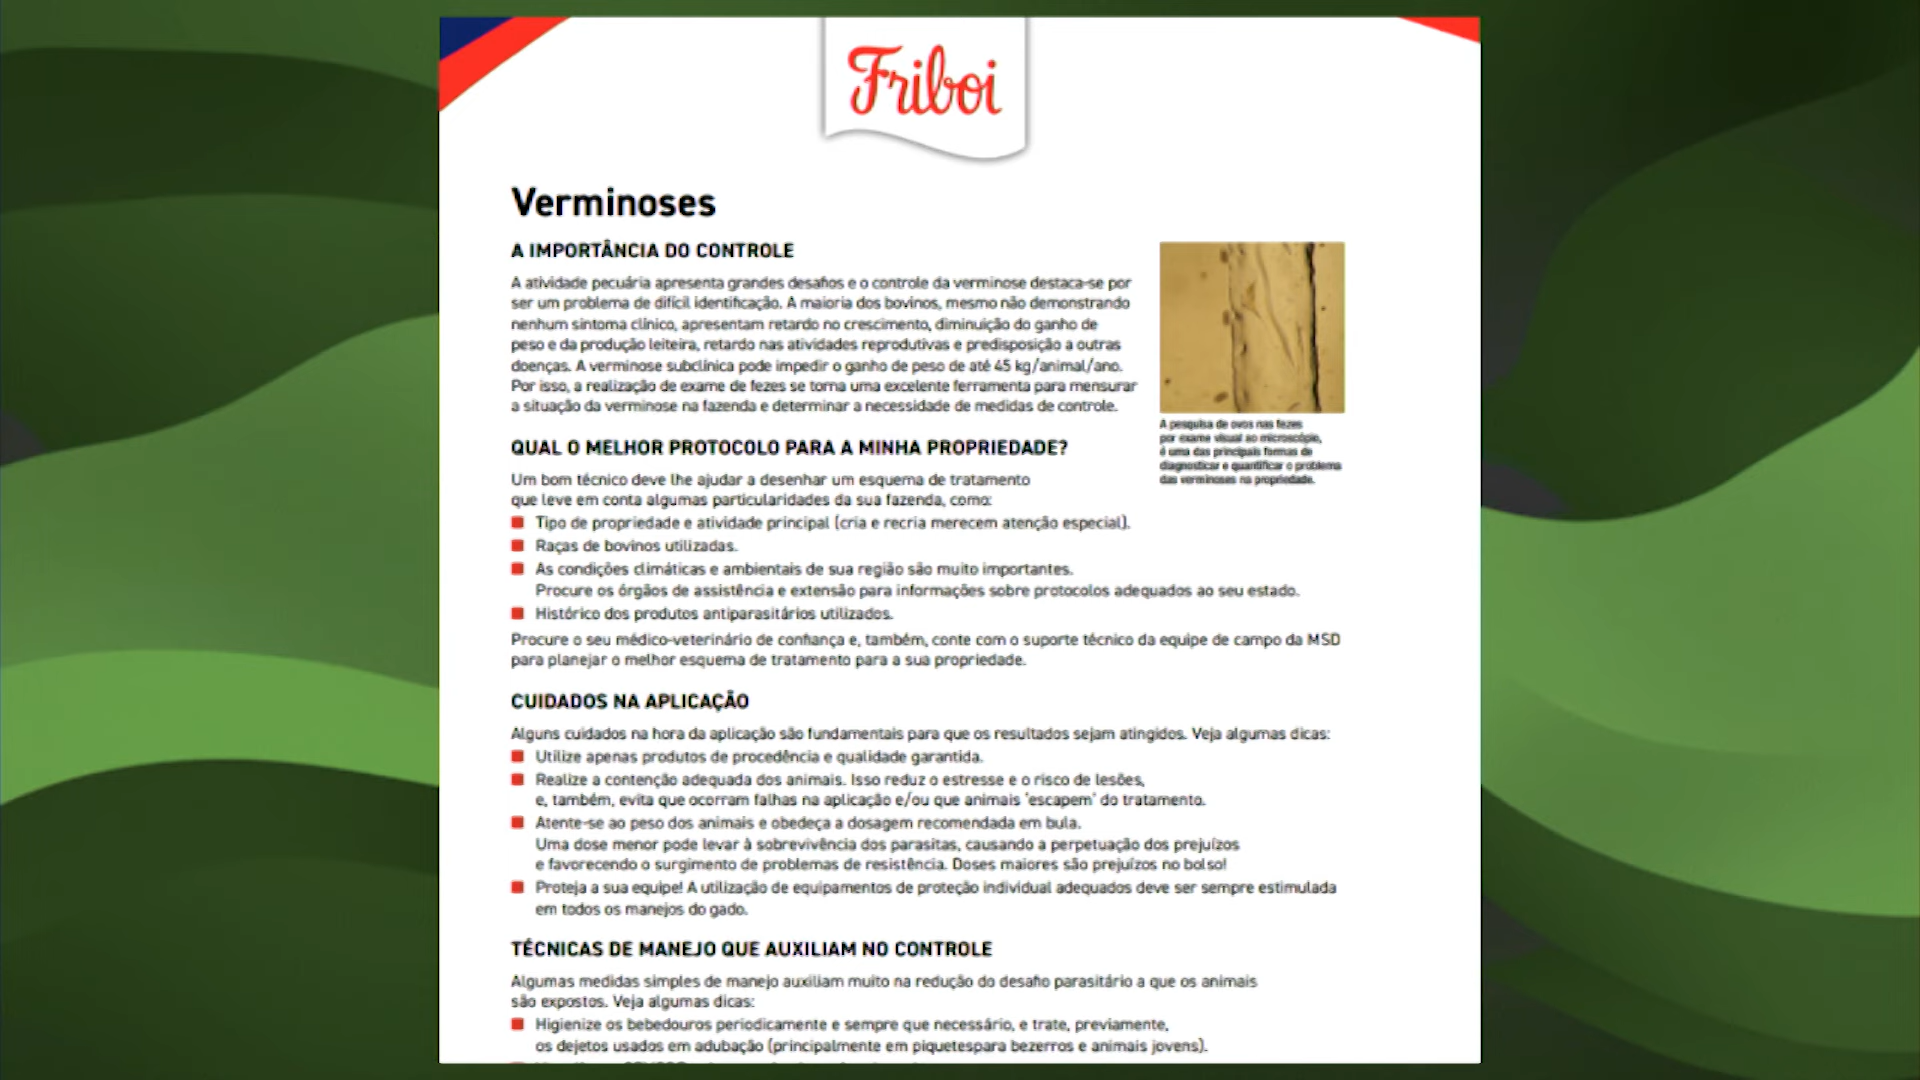 Friboi
Verminoses
A IMPORTÂNCIA DO CONTROLE
A atividade pecuária apresenta grandes desafios e o controle da verminose destaca-se por
ser um problema de difícil identificação. A maioria dos bovinos, mesmo não demonstrando
nenhum sintoma clínico, apresentam retardo no crescimento, diminuição do ganho de
peso e da produção leiteira, retardo nas atividades reprodutivas e predisposição a outras
doenças. A verminose subclínica pode impedir o ganho de peso de até 45 kg/animal/ano.
Por isso, a realização de exame de fezes se torna uma excelente ferramenta para mensurar
a situação da verminose na fazenda e determinar a necessidade de medidas de controle.
A pesquisa de ovos nas fezes
por exame visual ao microscópio,
é uma das principais formas de
diagnosticar e quantificar o problema
das verminoses na propriedade.
QUAL O MELHOR PROTOCOLO PARA A MINHA PROPRIEDADE?
Um bom técnico deve lhe ajudar a desenhar um esquema de tratamento
que leve em conta algumas particularidades da sua fazenda, como:
Tipo de propriedade e atividade principal (cria e recria merecem atenção especial).
Raças de bovinos utilizadas.
As condições climáticas e ambientais de sua região são muito importantes.
Procure os órgãos de assistência e extensão para informações sobre protocolos adequados ao seu estado.
Histórico dos produtos antiparasitários utilizados.
Procure o seu médico-veterinário de confiança e, também, conte com o suporte técnico da equipe de campo da MSD
para planejar o melhor esquema de tratamento para a sua propriedade.
CUIDADOS NA APLICAÇÃO
Alguns cuidados na hora da aplicação são fundamentais para que os resultados sejam atingidos. Veja algumas dicas:
Utilize apenas produtos de procedência e qualidade garantida.
Realize a contenção adequada dos animais. Isso reduz o estresse e o risco de lesões,
e, também, evita que ocorram falhas na aplicação e/ou que animais 'escapem' do tratamento.
Atente-se ao peso dos animais e obedeça a dosagem recomendada em bula.
Uma dose menor pode levar à sobrevivência dos parasitas, causando a perpetuação dos prejuízos
e favorecendo o surgimento de problemas de resistência. Doses maiores são prejuízos no bolso!
Proteja a sua equipe! A utilização de equipamentos de proteção individual adequados deve ser sempre estimulada
em todos os manejos do gado.
TÉCNICAS DE MANEJO QUE AUXILIAM NO CONTROLE
Algumas medidas simples de manejo auxiliam muito na redução do desafio parasitário a que os animais
são expostos. Veja algumas dicas:
Higienize os bebedouros periodicamente e sempre que necessário, e trate, previamente,
os dejetos usados em adubação (principalmente em piquetespara bezerros e animais jovens).